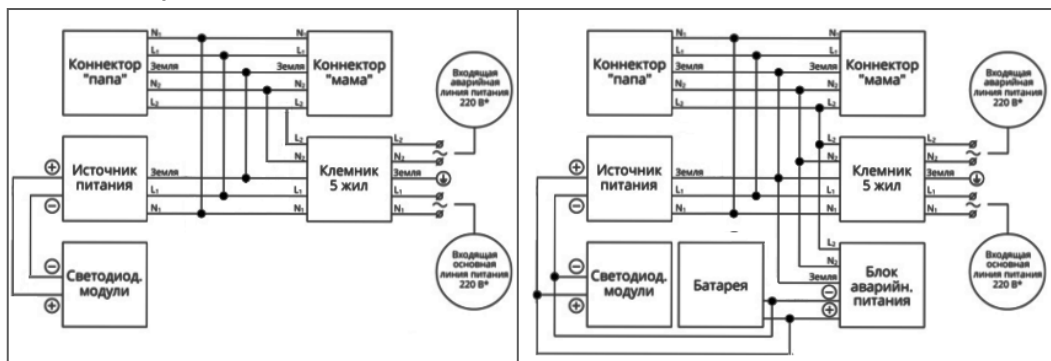 N₁
N₁
L₁
L₁
Коннектор
"папа"
Земля
Земля
Коннектор
"мама"
N₂
N₂
L₂
L₂
Входящая
аварийная
линия питания
220 В*
Источник
питания
L₂
L₂
N₂
N₂
Земля
Земля
Клемник
5 жил
L₁
L₁
L₁
N₁
N₁
N₁
+
−
~
~
Светодиод.
модули
−
+
Входящая
основная
линия питания
220 В*
N₁
N₁
L₁
L₁
Коннектор
"папа"
Земля
Земля
Коннектор
"мама"
N₂
N₂
L₂
L₂
Входящая
аварийная
линия питания
220 В*
Источник
питания
L₂
L₂
N₂
N₂
Земля
Земля
Клемник
5 жил
L₁
L₁
L₁
N₁
N₁
N₁
+
−
~
~
Светодиод.
модули
−
+
Батарея
L₂
N₂
Земля
−
+
Блок
аварийн.
питания
Входящая
основная
линия питания
220 В*